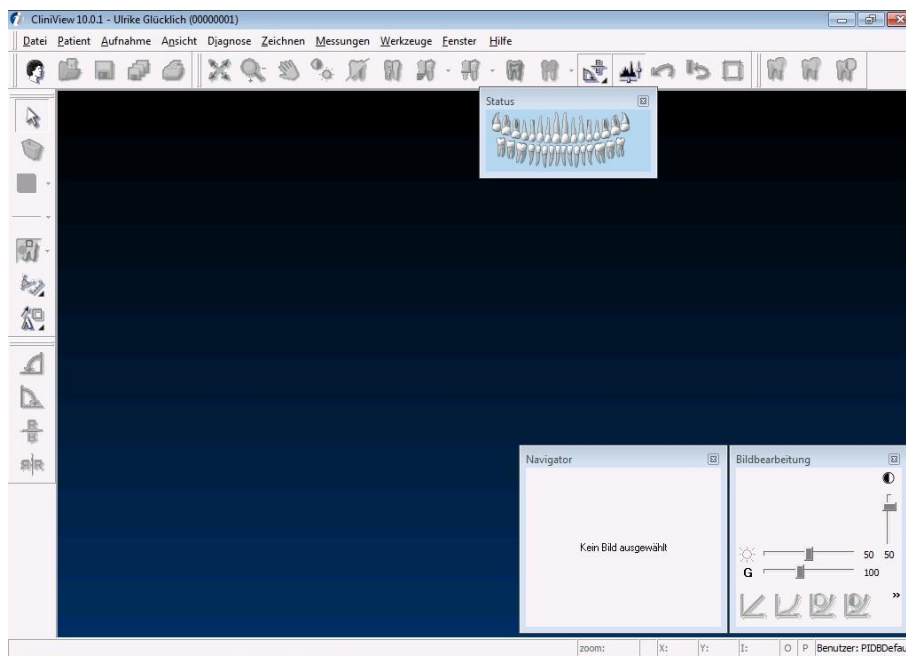 CliniView 10.0.1 - Ulrike Glücklich (00000001)
Datei Patient Aufnahme Ansicht Diagnose Zeichnen Messungen Werkzeuge Fenster Hilfe
Status
Navigator
Bildbearbeitung
Kein Bild ausgewählt
50 50
G 100
»
zoom: X: Y: I: O P Benutzer: PIDBDefau